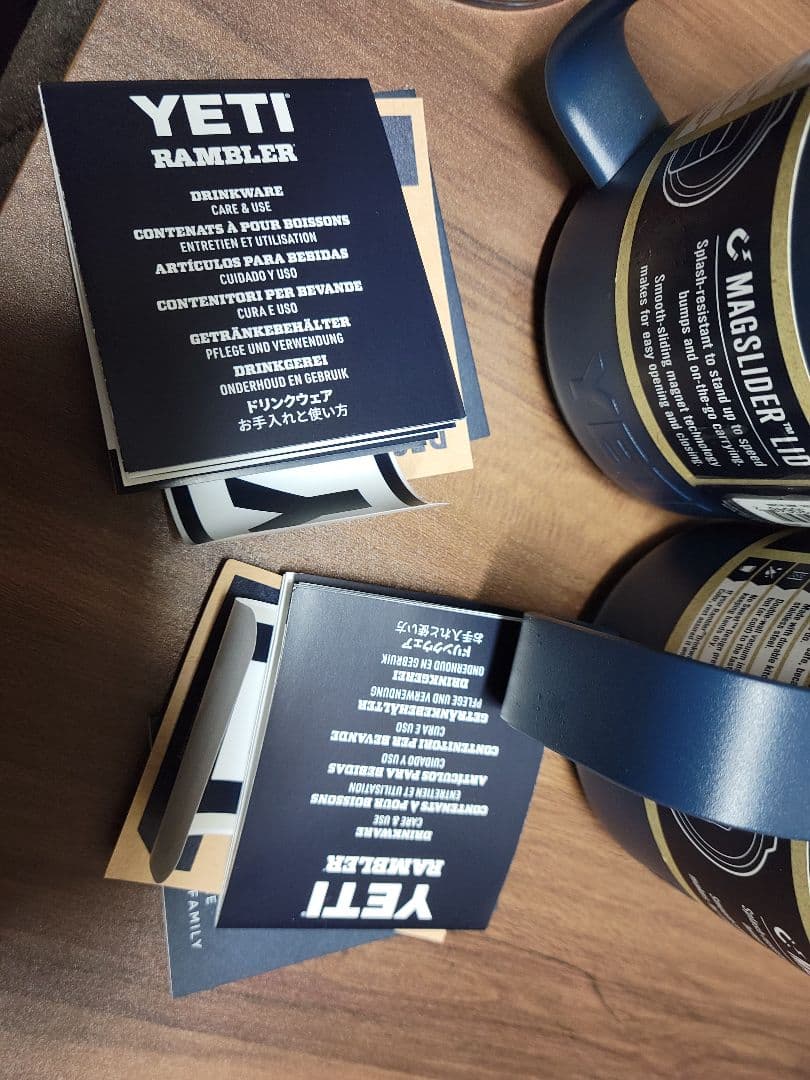 YETI
RAMBLER
DRINKWARE
CARE & USE
CONTENATS À POUR BOISSONS
ENTRETIEN ET UTILISATION
ARTÍCULOS PARA BEBIDAS
CUIDADO Y USO
CONTENITORI PER BEVANDE
CURA E USO
GETRÄNKEBEHÄLTER
PFLEGE UND VERWENDUNG
DRINKGEREI
ONDERHOUD EN GEBRUIK
ドリンクウェア
お手入れと使い方
Y
MAGSLIDER™ LID
Splash-resistant to stand up to speed
bumps and on-the-go carrying.
Smooth-sliding magnet technology
makes for easy opening and closing
YE
YETI
RAMBLER
DRINKWARE
CARE & USE
CONTENATS À POUR BOISSONS
ENTRETIEN ET UTILISATION
ARTÍCULOS PARA BEBIDAS
CUIDADO Y USO
CONTENITORI PER BEVANDE
CURA E USO
GETRÄNKEBEHÄLTER
PFLEGE UND VERWENDUNG
DRINKGEREI
ONDERHOUD EN GEBRUIK
ドリンクウェア
お手入れと使い方
FAMILY